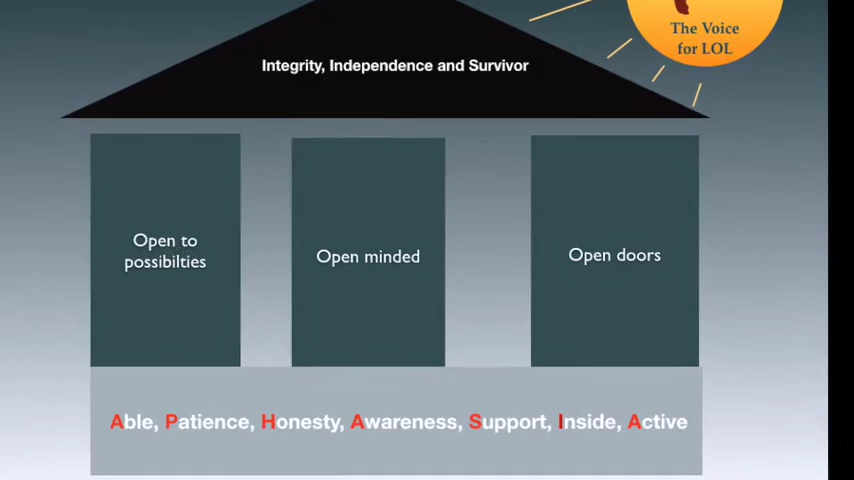 The Voice
for LOL
Integrity, Independence and Survivor
Open to
possibilties
Open minded
Open doors
Able, Patience, Honesty, Awareness, Support, Inside, Active